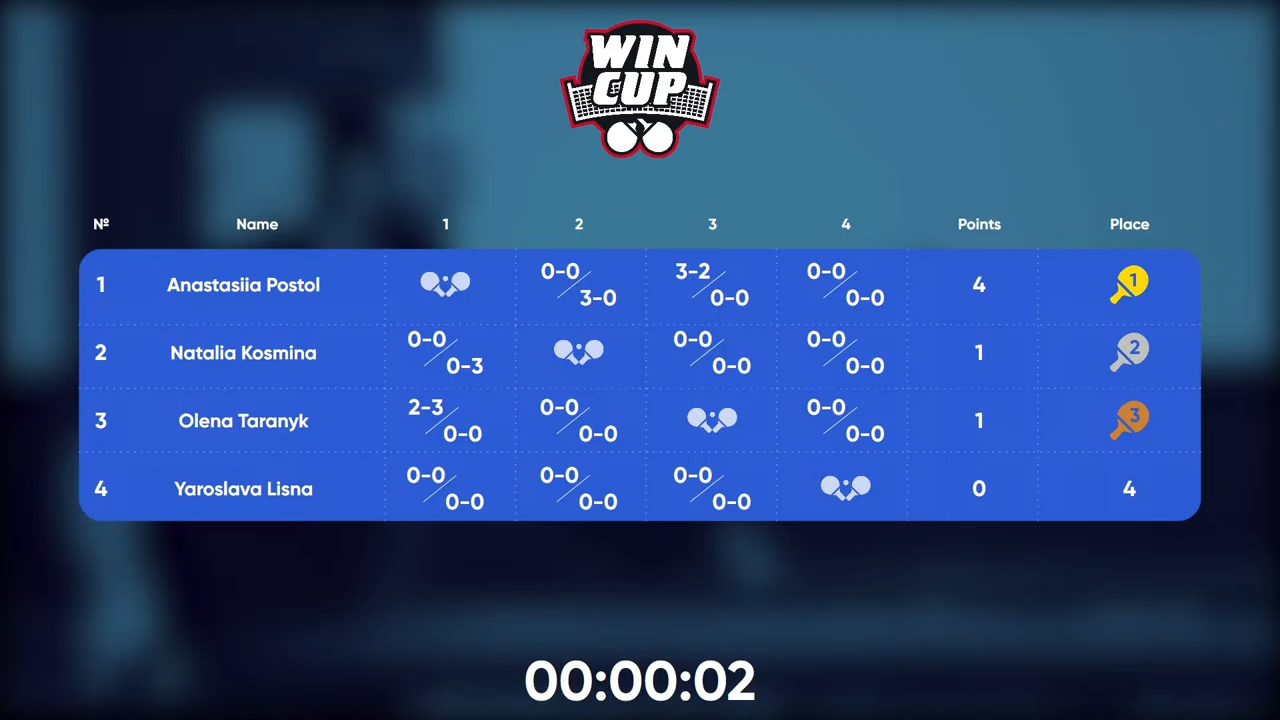 WIN
CUP
№ Name 1 2 3 4 Points Place
1 Anastasiia Postol 0-0 3-0 3-2 0-0 0-0 0-0 4 1
2 Natalia Kosmina 0-0 0-3 0-0 0-0 0-0 0-0 1 2
3 Olena Taranyk 2-3 0-0 0-0 0-0 0-0 0-0 1 3
4 Yaroslava Lisna 0-0 0-0 0-0 0-0 0-0 0-0 0 4
00:00:02